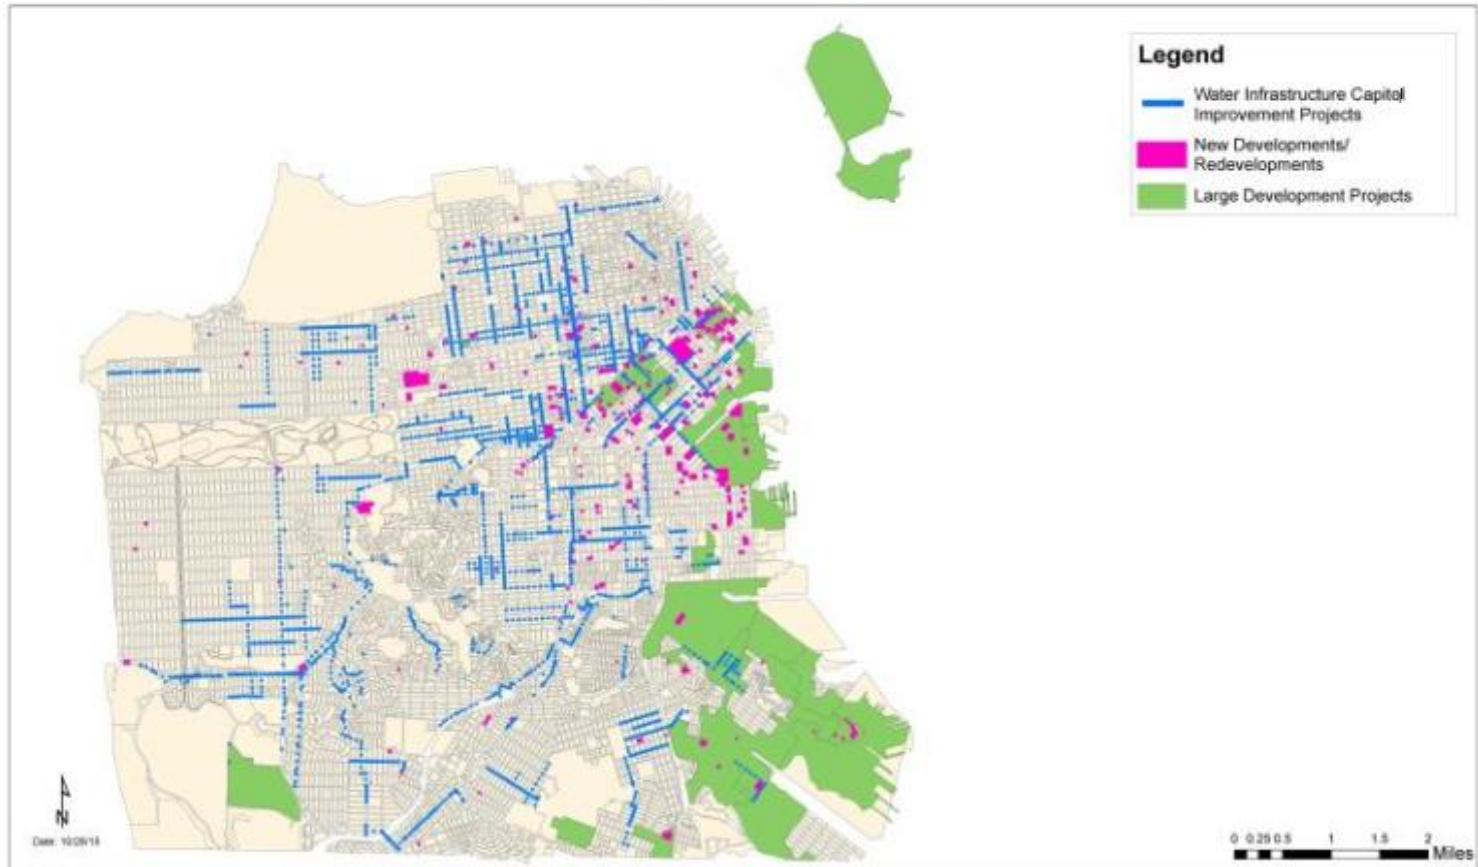 Legend
Water Infrastructure Capitol
Improvement Projects
New Developments/
Redevelopments
Large Development Projects
N
Date:
0 0.25 0.5 1 1.5 2
Miles